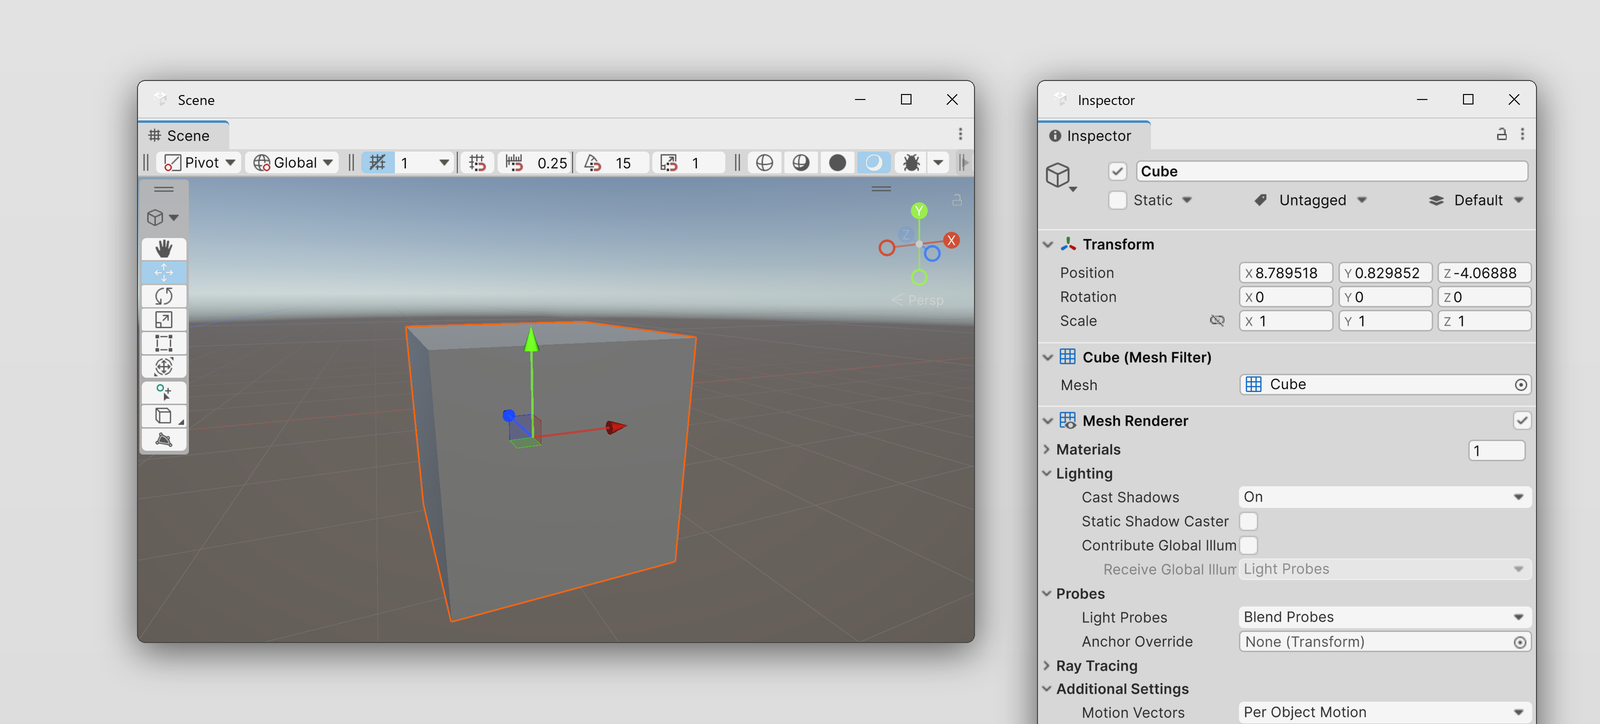 Scene
Scene
Pivot Global 1 0.25 15 1
Y
Z X
Persp
Inspector
Inspector
Cube
Static Untagged Default
Transform
Position X 8.789518 Y 0.829852 Z -4.06888
Rotation X 0 Y 0 Z 0
Scale X 1 Y 1 Z 1
Cube (Mesh Filter)
Mesh Cube
Mesh Renderer
Materials 1
Lighting
Cast Shadows On
Static Shadow Caster
Contribute Global Illum
Receive Global Illum Light Probes
Probes
Light Probes Blend Probes
Anchor Override None (Transform)
Ray Tracing
Additional Settings
Motion Vectors Per Object Motion